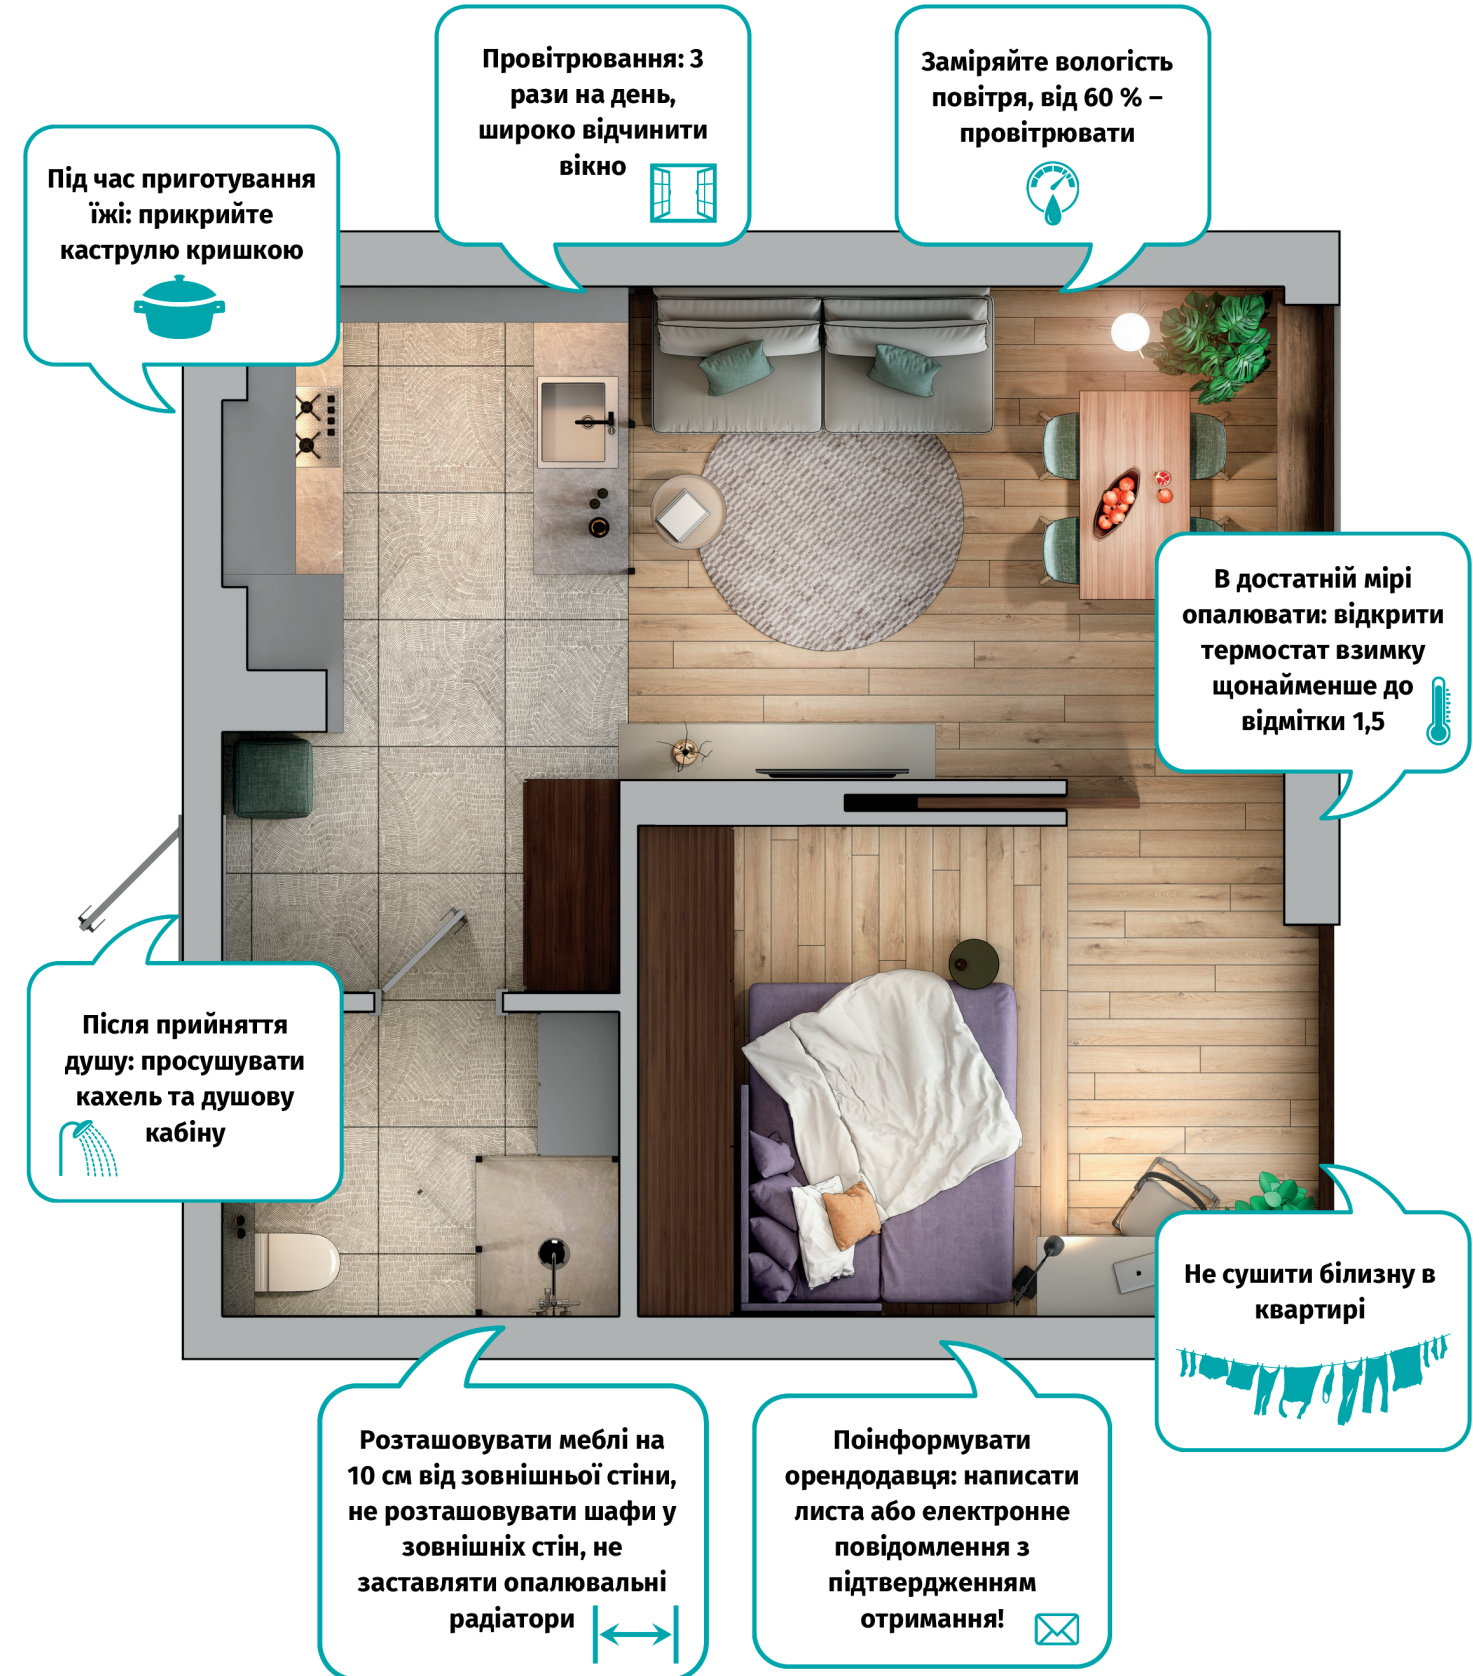 Провітрювання: 3
рази на день,
широко відчинити
вікно
Заміряйте вологість
повітря, від 60 % –
провітрювати
Під час приготування
їжі: прикрийте
каструлю кришкою
В достатній мірі
опалювати: відкрити
термостат взимку
щонайменше до
відмітки 1,5
Після прийняття
душу: просушувати
кахель та душову
кабіну
Не сушити білизну в
квартирі
Розташовувати меблі на
10 см від зовнішньої стіни,
не розташовувати шафи у
зовнішніх стін, не
заставляти опалювальні
радіатори
Поінформувати
орендодавця: написати
листа або електронне
повідомлення з
підтвердженням
отримання!